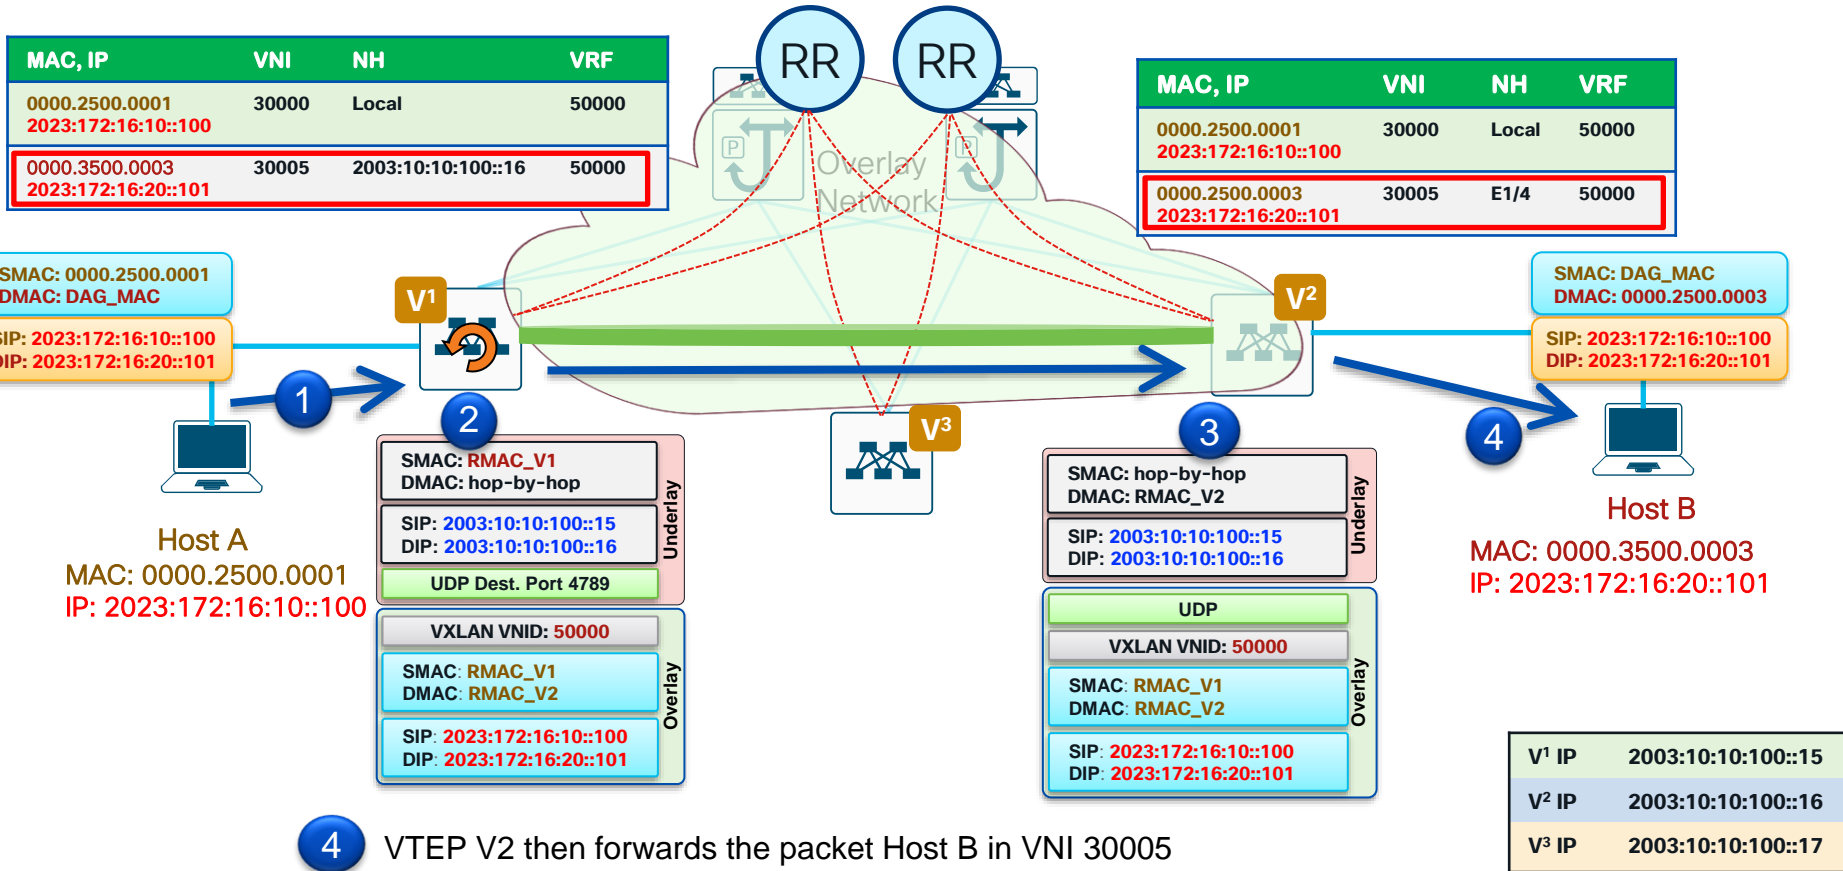 RR
RR
MAC, IP VNI NH VRF
0000.2500.0001 30000 Local 50000
2023:172:16:10::100
0000.3500.0003 30005 2003:10:10:100::16 50000
2023:172:16:20::101
MAC, IP VNI NH VRF
0000.2500.0001 30000 Local 50000
2023:172:16:10::100
0000.2500.0003 30005 E1/4 50000
2023:172:16:20::101
P
P
Overlay
Network
SMAC: 0000.2500.0001
DMAC: DAG_MAC
SIP: 2023:172:16:10::100
DIP: 2023:172:16:20::101
V1
V2
V3
SMAC: DAG_MAC
DMAC: 0000.2500.0003
SIP: 2023:172:16:10::100
DIP: 2023:172:16:20::101
1
2
3
4
Host A
MAC: 0000.2500.0001
IP: 2023:172:16:10::100
SMAC: RMAC_V1
DMAC: hop-by-hop
SIP: 2003:10:10:100::15
DIP: 2003:10:10:100::16
UDP Dest. Port 4789
Underlay
VXLAN VNID: 50000
SMAC: RMAC_V1
DMAC: RMAC_V2
SIP: 2023:172:16:10::100
DIP: 2023:172:16:20::101
Overlay
SMAC: hop-by-hop
DMAC: RMAC_V2
SIP: 2003:10:10:100::15
DIP: 2003:10:10:100::16
Underlay
UDP
VXLAN VNID: 50000
SMAC: RMAC_V1
DMAC: RMAC_V2
SIP: 2023:172:16:10::100
DIP: 2023:172:16:20::101
Overlay
Host B
MAC: 0000.3500.0003
IP: 2023:172:16:20::101
V1 IP 2003:10:10:100::15
V2 IP 2003:10:10:100::16
V3 IP 2003:10:10:100::17
4 VTEP V2 then forwards the packet Host B in VNI 30005